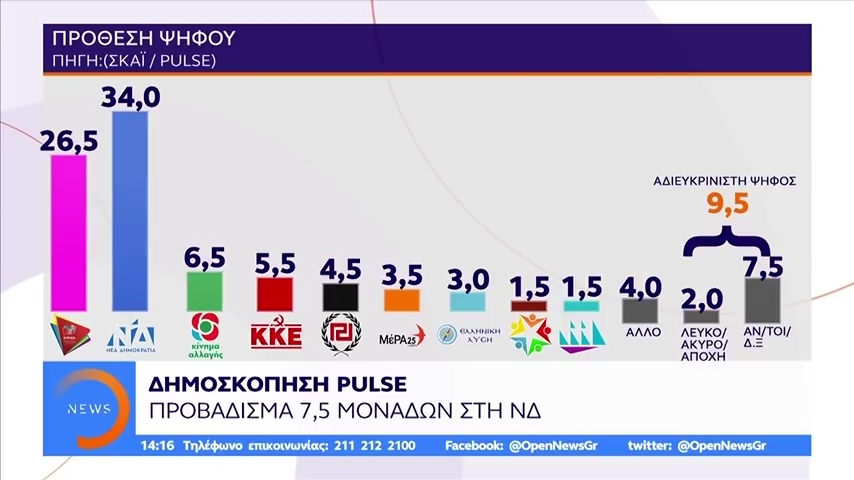 ΠΡΟΘΕΣΗ ΨΗΦΟΥ
ΠΗΓΗ:(ΣΚΑΪ / PULSE)
26,5
34,0
6,5
5,5
4,5
3,5
3,0
1,5
1,5
4,0
ΑΔΙΕΥΚΡΙΝΙΣΤΗ ΨΗΦΟΣ
9,5
2,0
7,5
ΝΔ
ΝΕΑ ΔΗΜΟΚΡΑΤΙΑ
κίνημα
αλλαγής
ΚΚΕ
ΜέΡΑ25
ΕΛΛΗΝΙΚΗ
ΛΥΣΗ
ΑΛΛΟ
ΛΕΥΚΟ/
ΑΚΥΡΟ/
ΑΠΟΧΗ
ΑΝ/ΤΟΙ/
Δ.Ξ
NEWS
ΔΗΜΟΣΚΟΠΗΣΗ PULSE
ΠΡΟΒΑΔΙΣΜΑ 7,5 ΜΟΝΑΔΩΝ ΣΤΗ ΝΔ
14:16 Τηλέφωνο επικοινωνίας: 211 212 2100 Facebook: @OpenNewsGr twitter: @OpenNewsGr